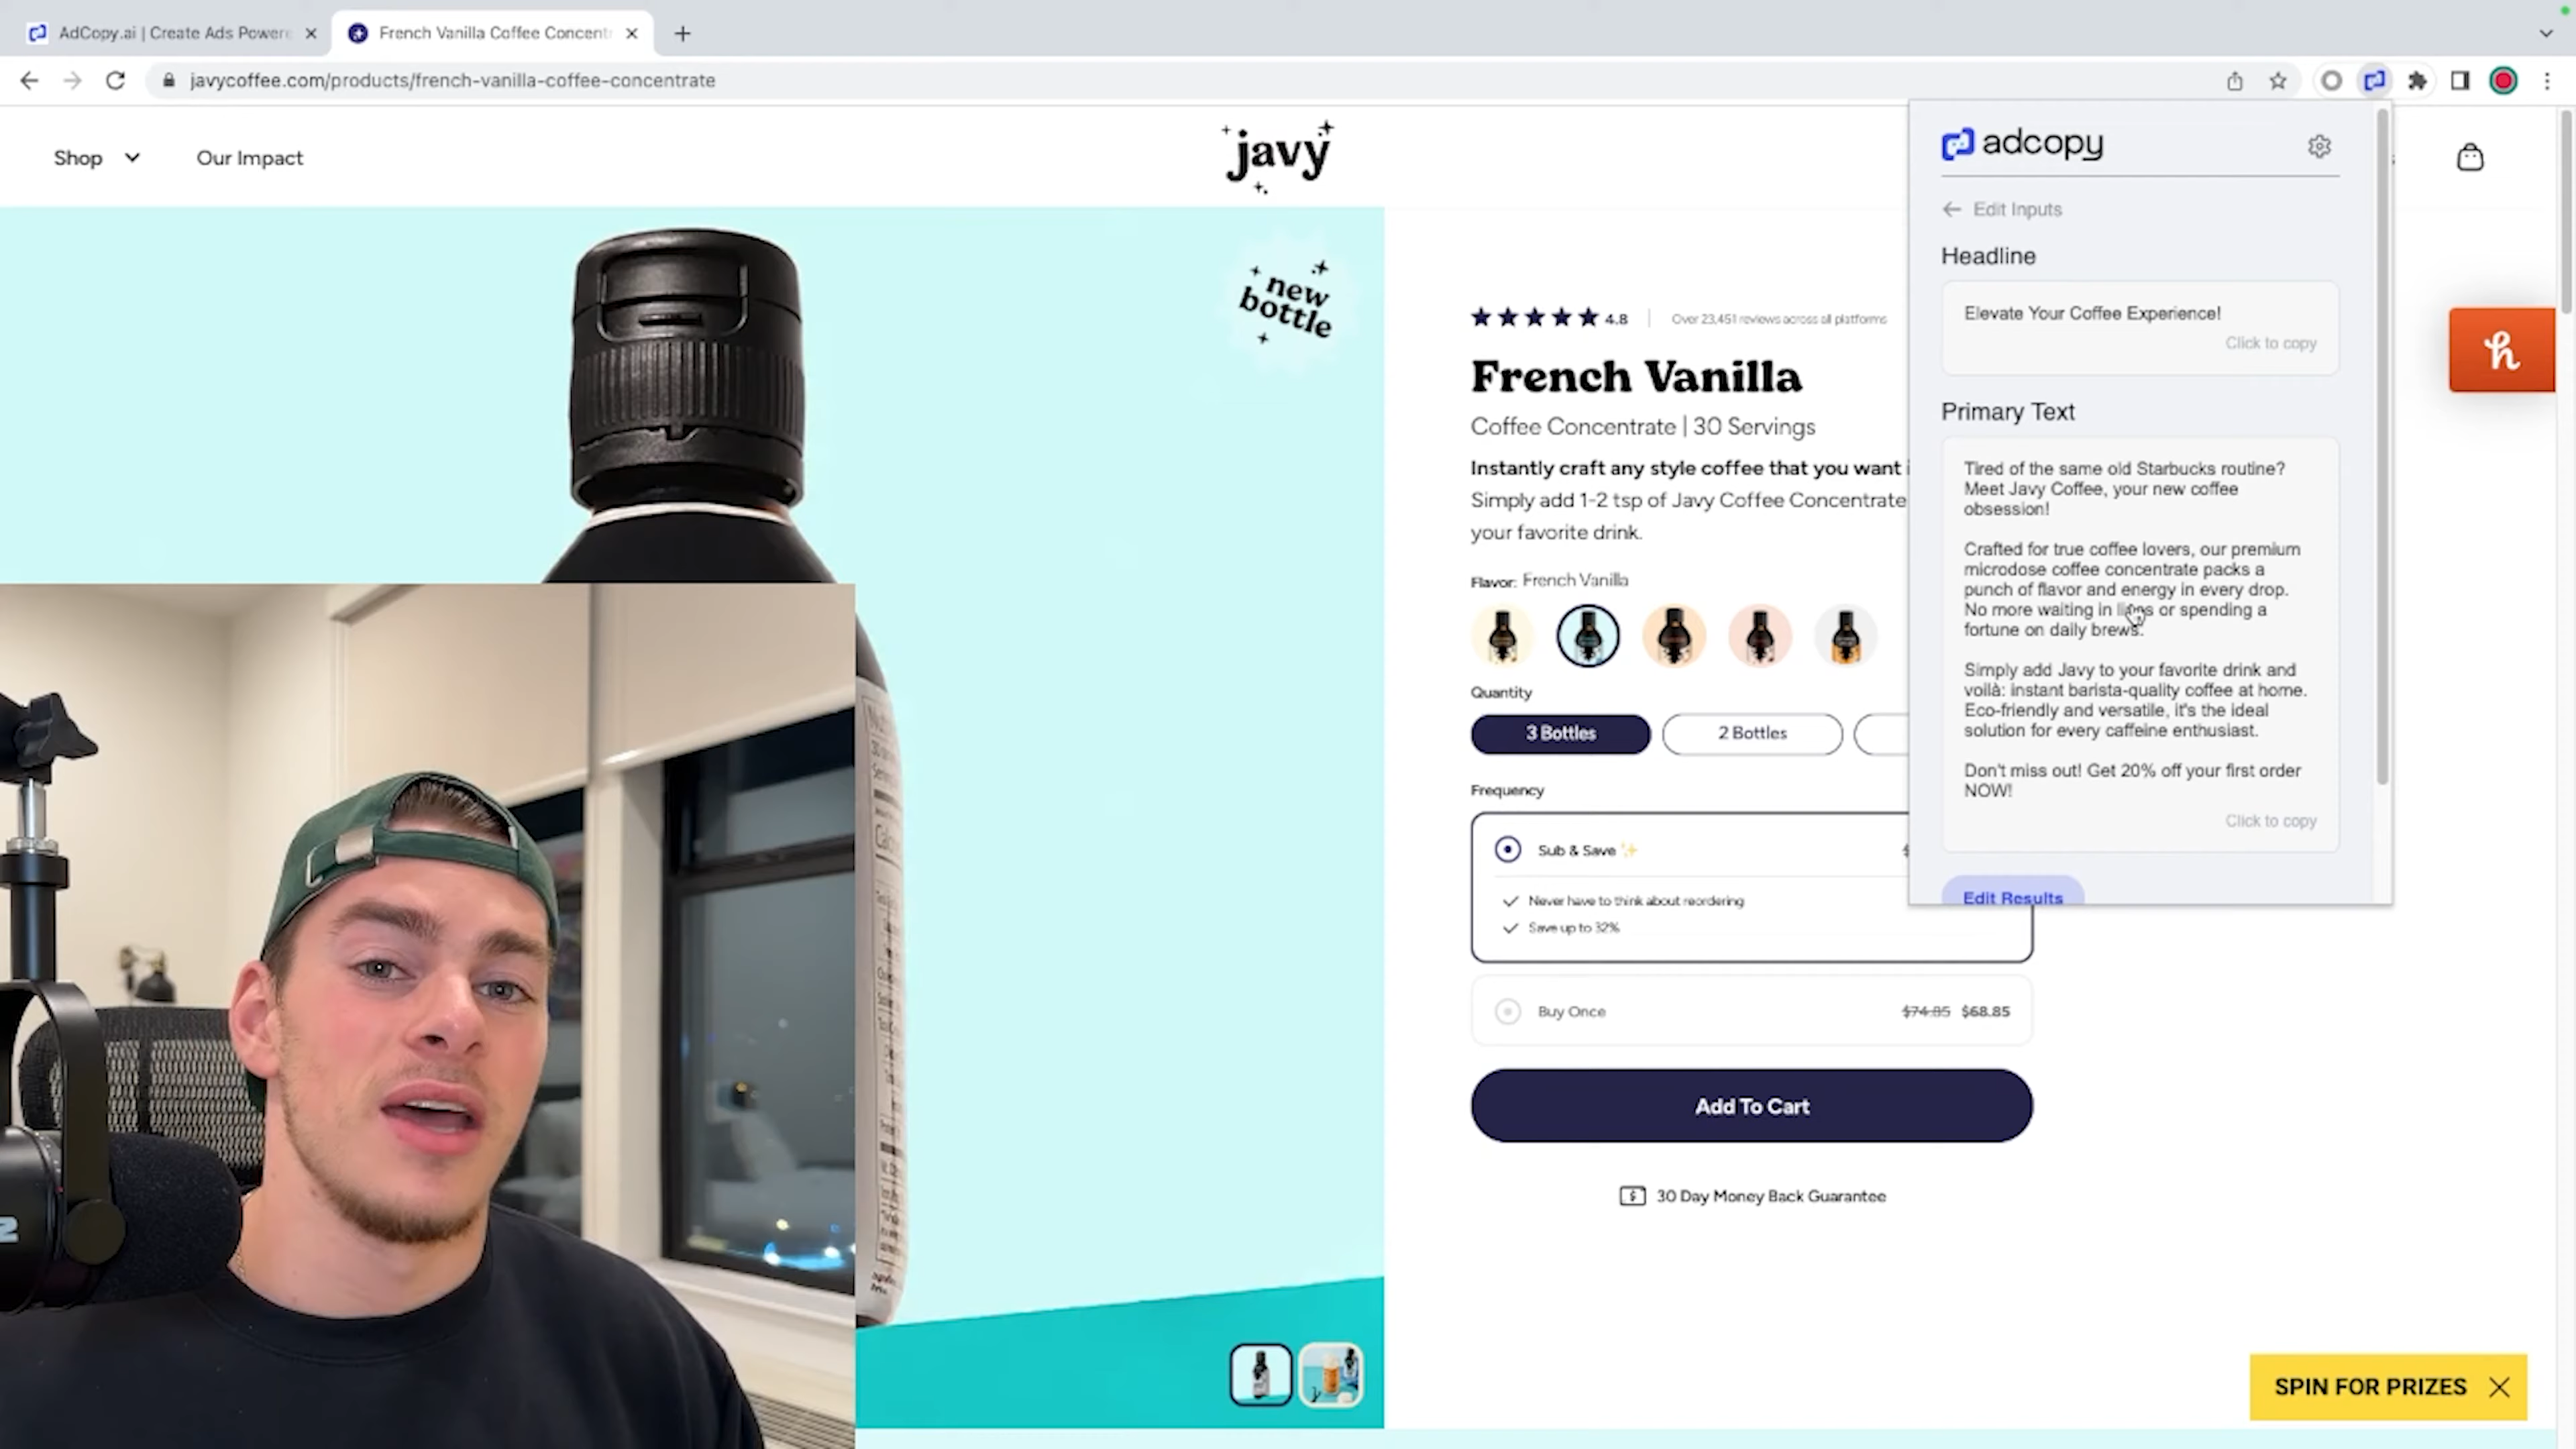 AdCopy.ai | Create Ads Powere
French Vanilla Coffee Concent
javycoffee.com/products/french-vanilla-coffee-concentrate
Shop
Our Impact
javy
new
bottle
4.8
Over 23,451 reviews across all platforms
French Vanilla
Coffee Concentrate | 30 Servings
Instantly craft any style coffee that you want
Simply add 1-2 tsp of Javy Coffee Concentrate
your favorite drink.
Flavor: French Vanilla
Quantity
3 Bottles
2 Bottles
Frequency
Sub & Save
Never have to think about reordering
Save up to 32%
Buy Once
$74.85 $68.85
Add To Cart
30 Day Money Back Guarantee
adcopy
Edit Inputs
Headline
Elevate Your Coffee Experience!
Click to copy
Primary Text
Tired of the same old Starbucks routine?
Meet Javy Coffee, your new coffee
obsession!
Crafted for true coffee lovers, our premium
microdose coffee concentrate packs a
punch of flavor and energy in every drop.
No more waiting in lines or spending a
fortune on daily brews.
Simply add Javy to your favorite drink and
voilà: instant barista-quality coffee at home.
Eco-friendly and versatile, it's the ideal
solution for every caffeine enthusiast.
Don't miss out! Get 20% off your first order
NOW!
Click to copy
Edit Results
h
SPIN FOR PRIZES